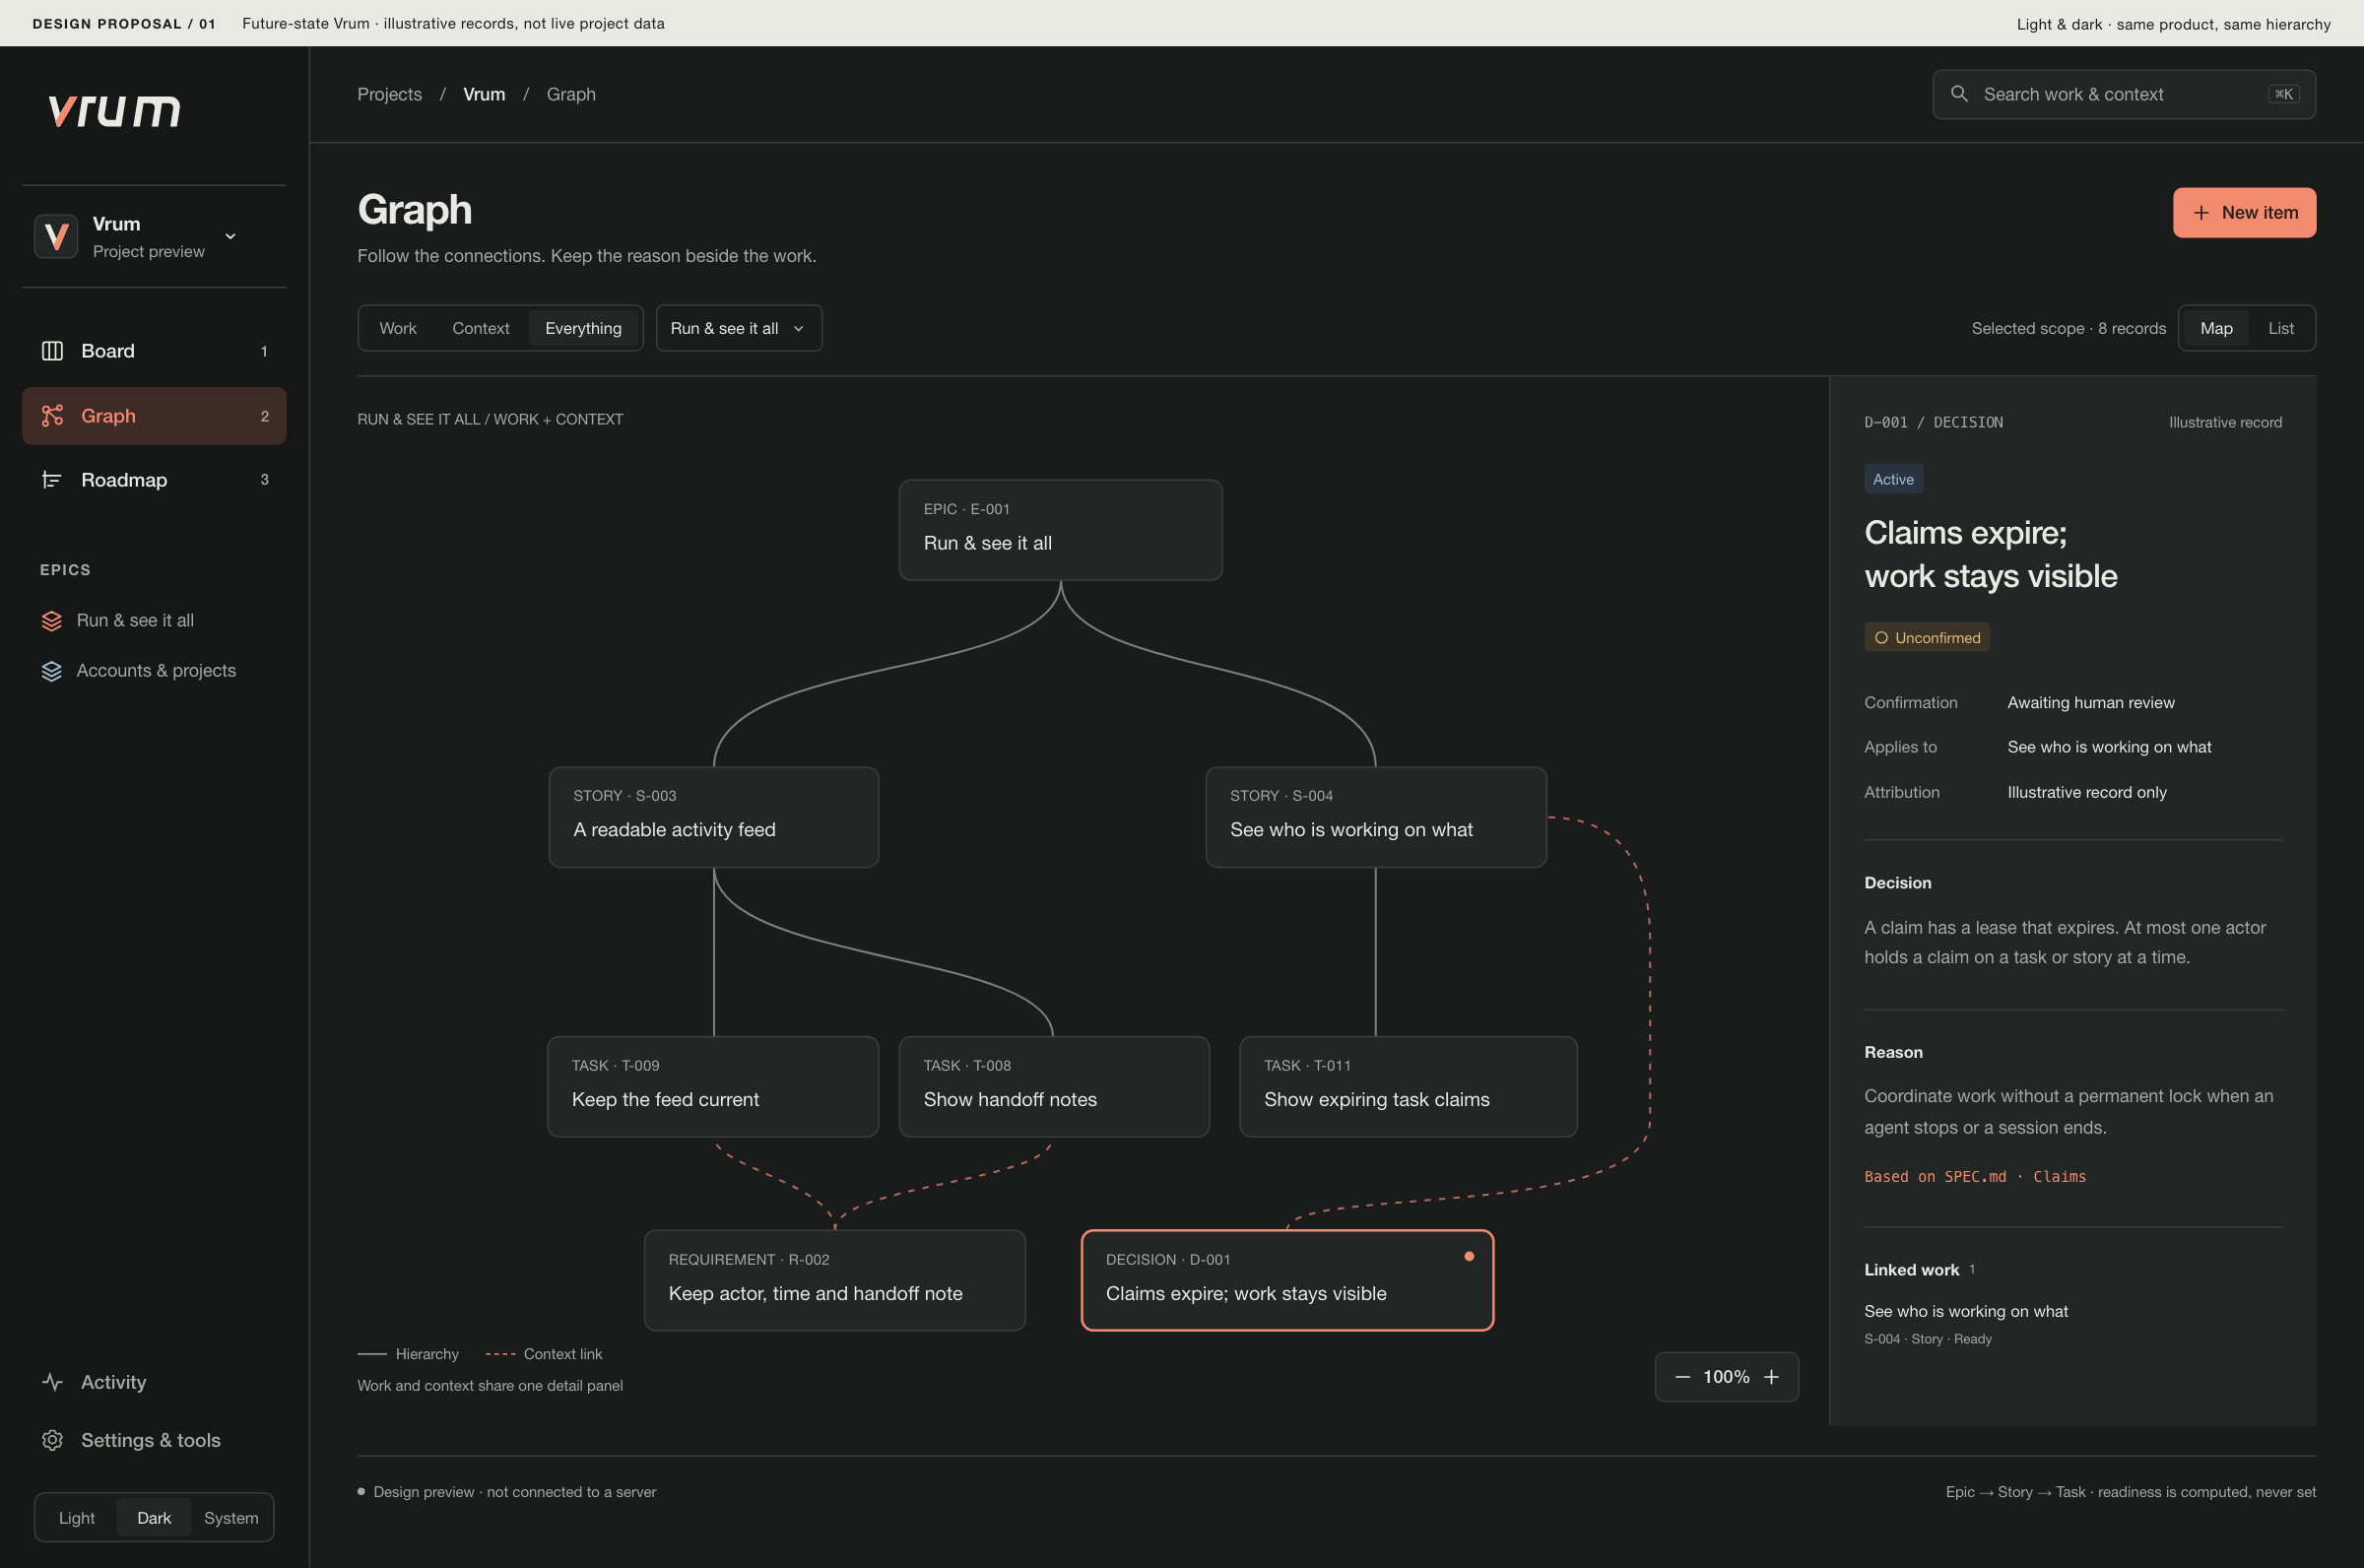 DESIGN PROPOSAL / 01
Future-state Vrum · illustrative records, not live project data
Light & dark · same product, same hierarchy
vrum
Vrum
Project preview
Board 1
Graph 2
Roadmap 3
EPICS
Run & see it all
Accounts & projects
Activity
Settings & tools
Light Dark System
Projects / Vrum / Graph
Search work & context ⌘K
Graph
Follow the connections. Keep the reason beside the work.
+ New item
Work Context Everything
Run & see it all
Selected scope · 8 records
Map List
RUN & SEE IT ALL / WORK + CONTEXT
EPIC · E-001
Run & see it all
STORY · S-003
A readable activity feed
STORY · S-004
See who is working on what
TASK · T-009
Keep the feed current
TASK · T-008
Show handoff notes
TASK · T-011
Show expiring task claims
REQUIREMENT · R-002
Keep actor, time and handoff note
DECISION · D-001
Claims expire; work stays visible
Hierarchy
Context link
Work and context share one detail panel
− 100% +
D-001 / DECISION
Illustrative record
Active
Claims expire;
work stays visible
Unconfirmed
Confirmation Awaiting human review
Applies to See who is working on what
Attribution Illustrative record only
Decision
A claim has a lease that expires. At most one actor
holds a claim on a task or story at a time.
Reason
Coordinate work without a permanent lock when an
agent stops or a session ends.
Based on SPEC.md · Claims
Linked work 1
See who is working on what
S-004 · Story · Ready
Design preview · not connected to a server
Epic → Story → Task · readiness is computed, never set